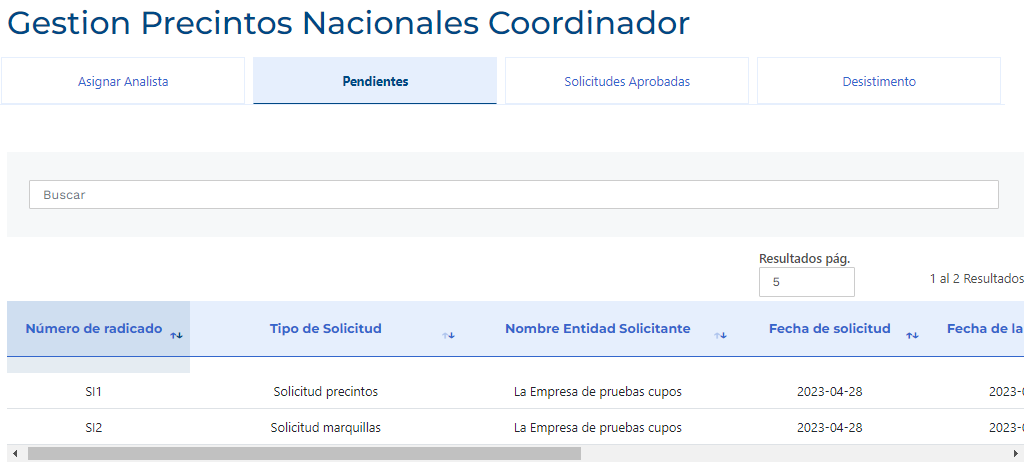 Gestion Precintos Nacionales Coordinador
Asignar Analista Pendientes Solicitudes Aprobadas Desistimento
Buscar
Resultados pág.
5 1 al 2 Resultados
Número de radicado Tipo de Solicitud Nombre Entidad Solicitante Fecha de solicitud Fecha de la
SI1 Solicitud precintos La Empresa de pruebas cupos 2023-04-28 2023-
SI2 Solicitud marquillas La Empresa de pruebas cupos 2023-04-28 2023-